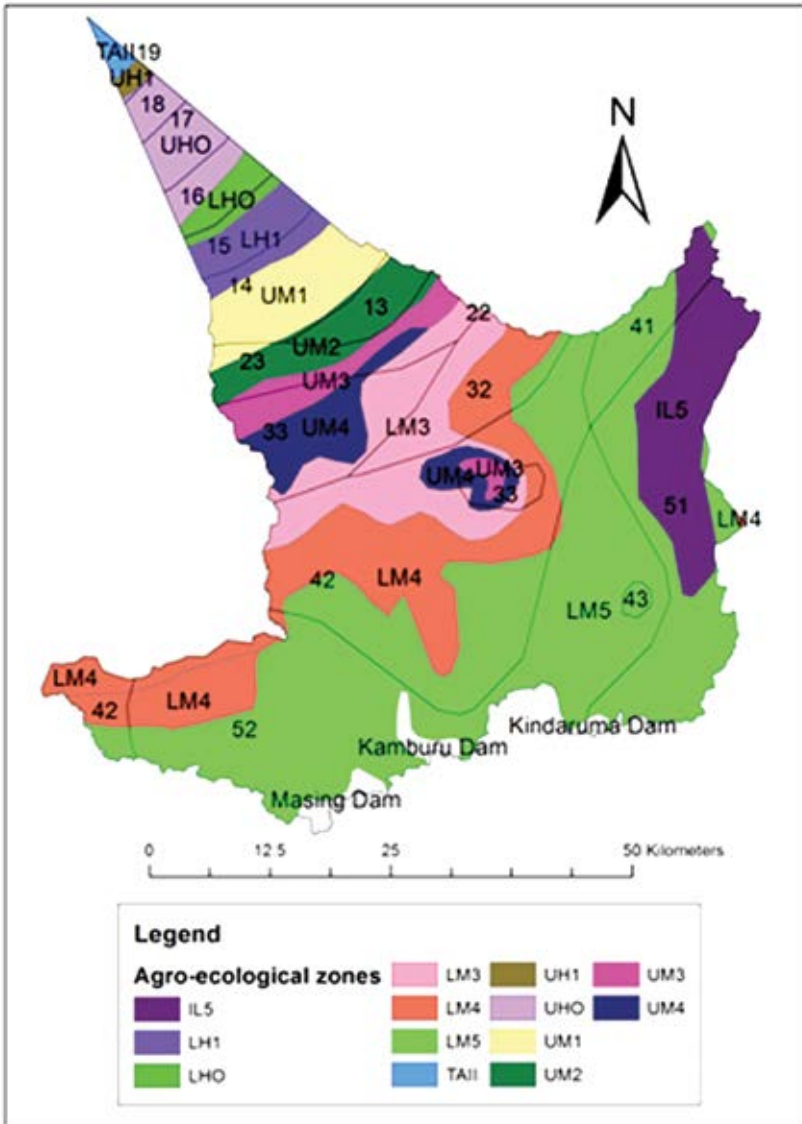 TAII19
UH1
18
17
UHO
16 LHO
15 LH1
14
UM1
N
13
22
41
23 UM2
UM3
32
33 UM4
LM3
IL5
UM4 UM3
33
51
LM4
42
LM4
LM5 43
LM4
42
LM4
52
Kindaruma Dam
Kamburu Dam
Masing Dam
0 12.5 25 50 Kilometers
Legend
Agro-ecological zones
IL5
LH1
LHO
LM3
LM4
LM5
TAII
UH1
UHO
UM1
UM2
UM3
UM4